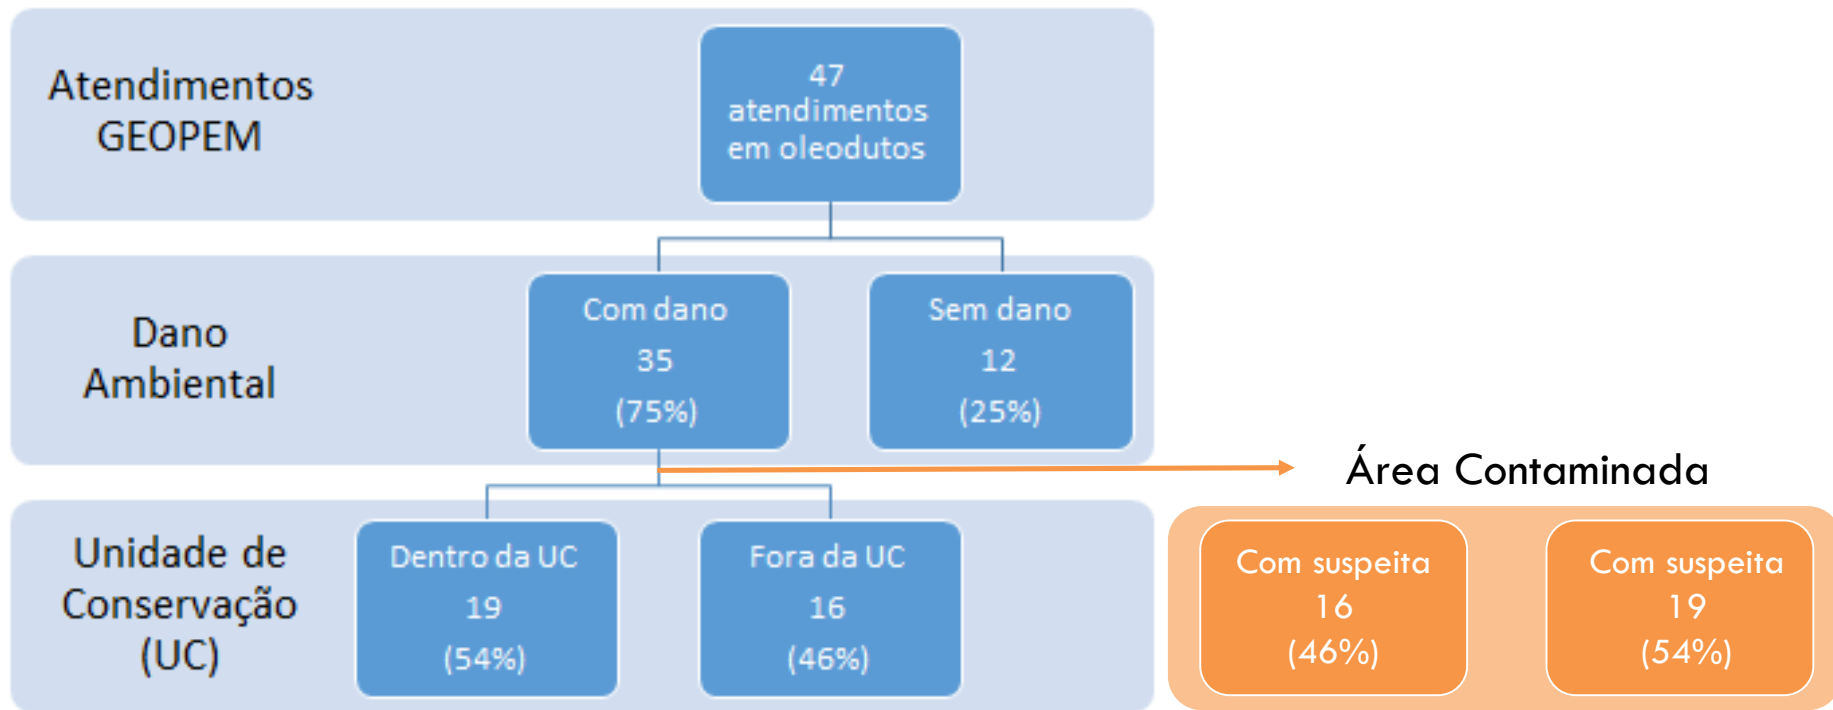 Atendimentos
GEOPEM
47
atendimentos
em oleodutos
Dano
Ambiental
Com dano
35
(75%)
Sem dano
12
(25%)
Área Contaminada
Unidade de
Conservação
(UC)
Dentro da UC
19
(54%)
Fora da UC
16
(46%)
Com suspeita
16
(46%)
Com suspeita
19
(54%)